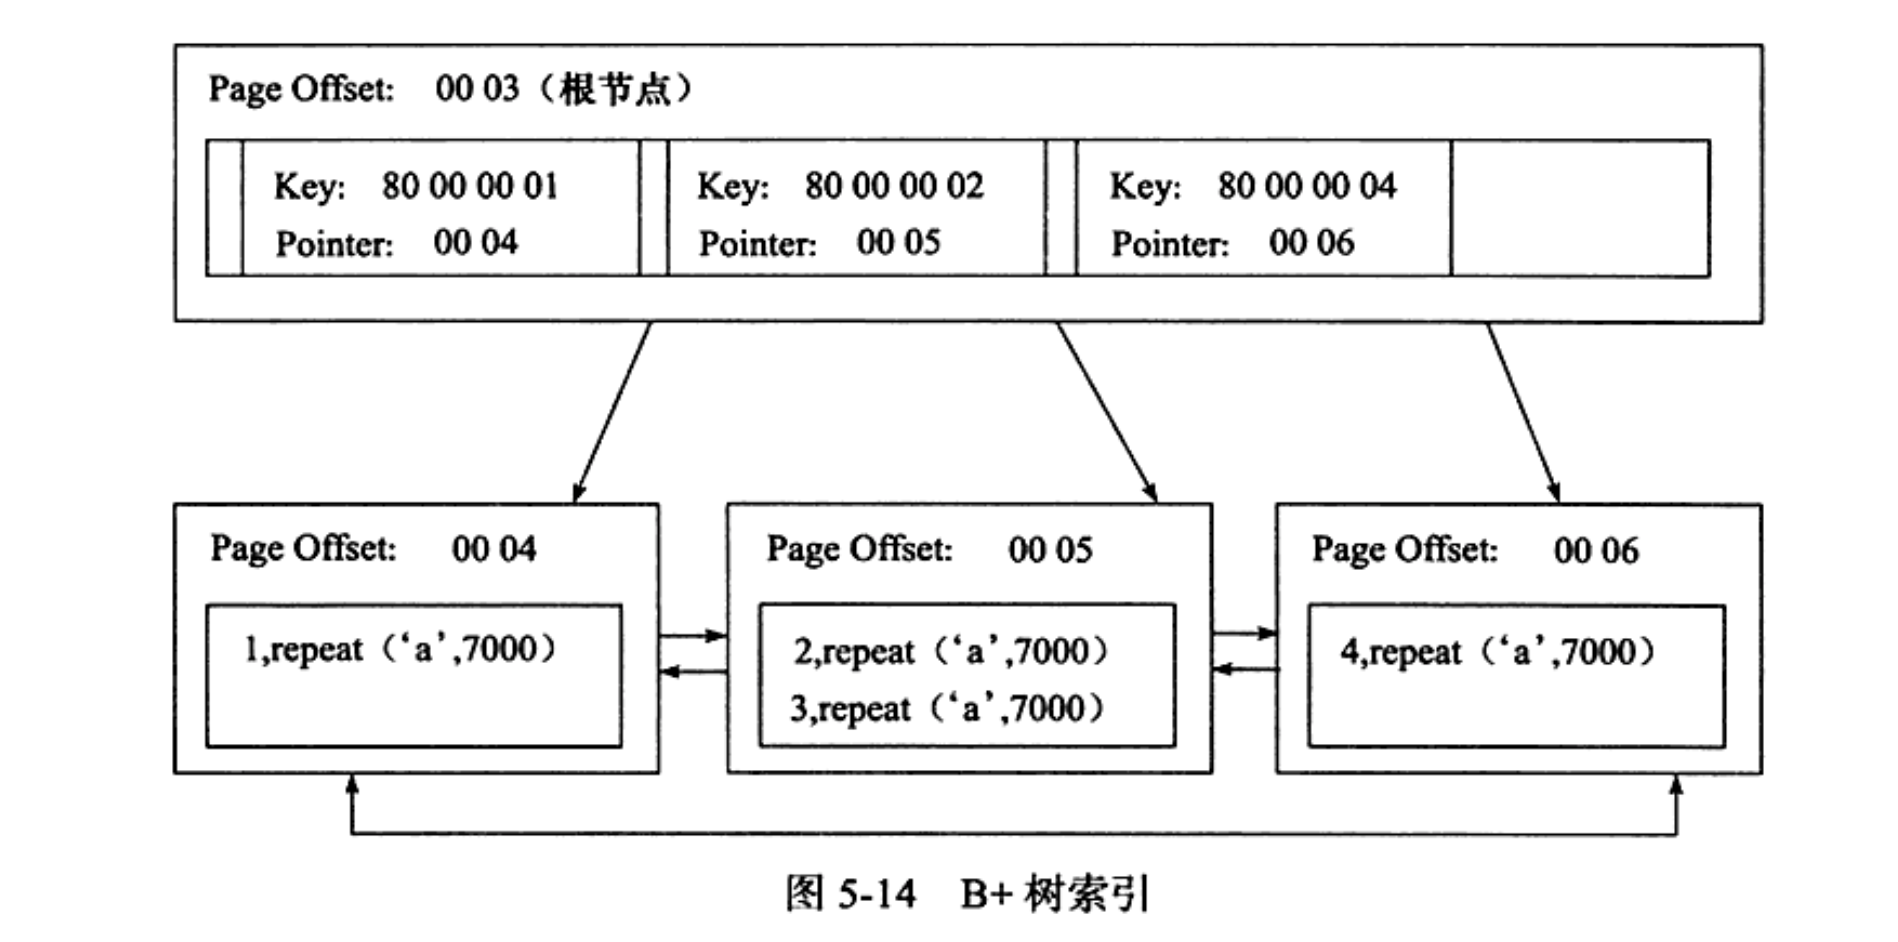 Page Offset: 00 03（根节点）
Key: 80 00 00 01
Pointer: 00 04
Key: 80 00 00 02
Pointer: 00 05
Key: 80 00 00 04
Pointer: 00 06
Page Offset: 00 04
1,repeat（‘a’,7000）
Page Offset: 00 05
2,repeat（‘a’,7000）
3,repeat（‘a’,7000）
Page Offset: 00 06
4,repeat（‘a’,7000）
图 5-14 B+ 树索引